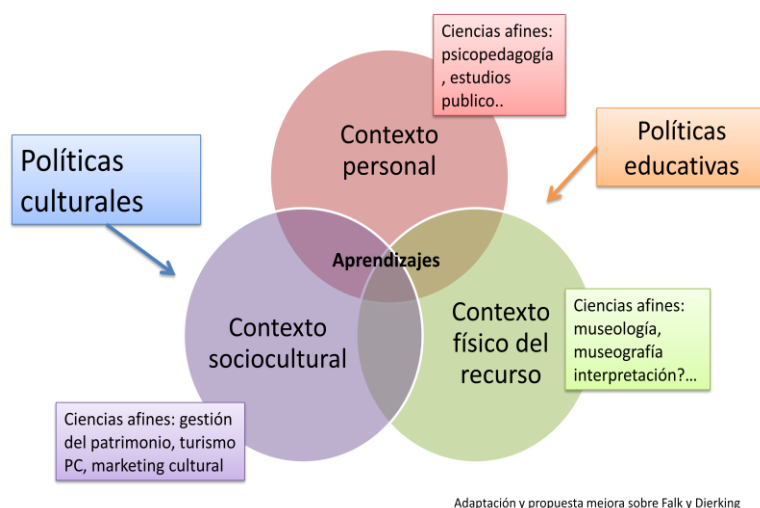 Ciencias afines:
psicopedagogía
, estudios
publico..
Contexto
personal
Políticas
educativas
Políticas
culturales
Aprendizajes
Contexto
sociocultural
Contexto
físico del
recurso
Ciencias afines:
museología,
museografía
interpretación?...
Ciencias afines: gestión
del patrimonio, turismo
PC, marketing cultural
Adaptación y propuesta mejora sobre Falk y Dierking